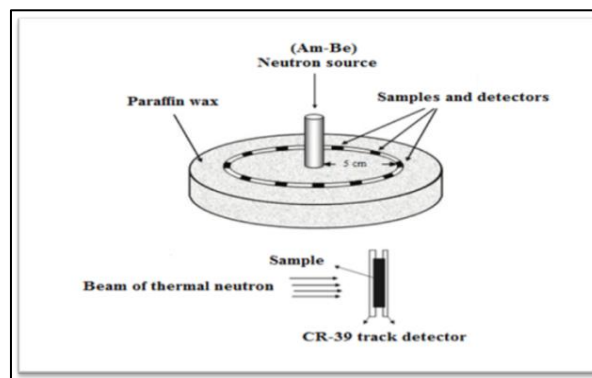 (Am-Be)
Neutron source
Paraffin wax
Samples and detectors
5 cm
Sample
Beam of thermal neutron
CR-39 track detector